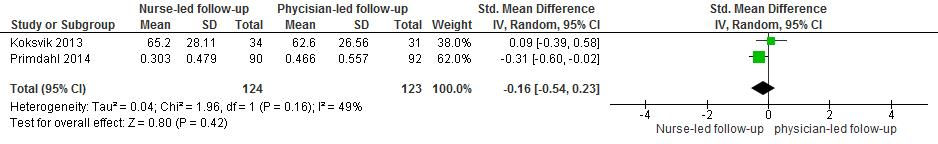 Nurse-led follow-up Phycisian-led follow-up Std. Mean Difference Std. Mean Difference
Study or Subgroup Mean SD Total Mean SD Total Weight IV, Random, 95% CI IV, Random, 95% CI
Koksvik 2013 65.2 28.11 34 62.6 26.56 31 38.0% 0.09 [-0.39, 0.58]
Primdahl 2014 0.303 0.479 90 0.466 0.557 92 62.0% -0.31 [-0.60, -0.02]
Total (95% CI) 124 123 100.0% -0.16 [-0.54, 0.23]
Heterogeneity: Tau² = 0.04; Chi² = 1.96, df = 1 (P = 0.16); I² = 49%
Test for overall effect: Z = 0.80 (P = 0.42)
-4 -2 0 2 4
Nurse-led follow-up physician-led folow-up